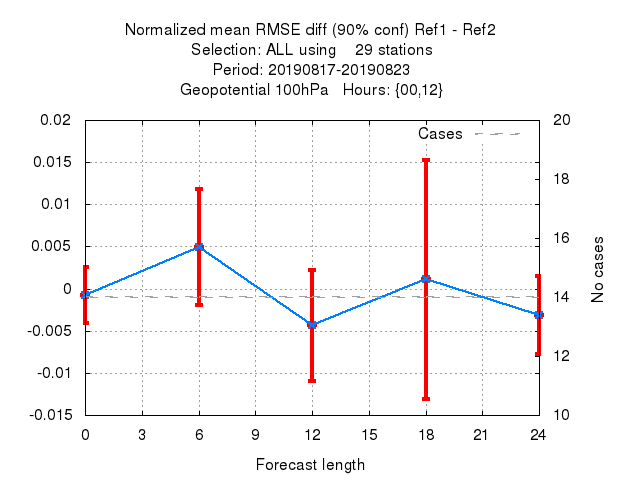 Normalized mean RMSE diff (90% conf) Ref1 - Ref2
Selection: ALL using    29 stations
Period: 20190817-20190823
Geopotential 100hPa   Hours: {00,12}
Cases
0.02
0.015
0.01
0.005
0
-0.005
-0.01
-0.015
20
18
16
14
12
10
No cases
0 3 6 9 12 15 18 21 24
Forecast length